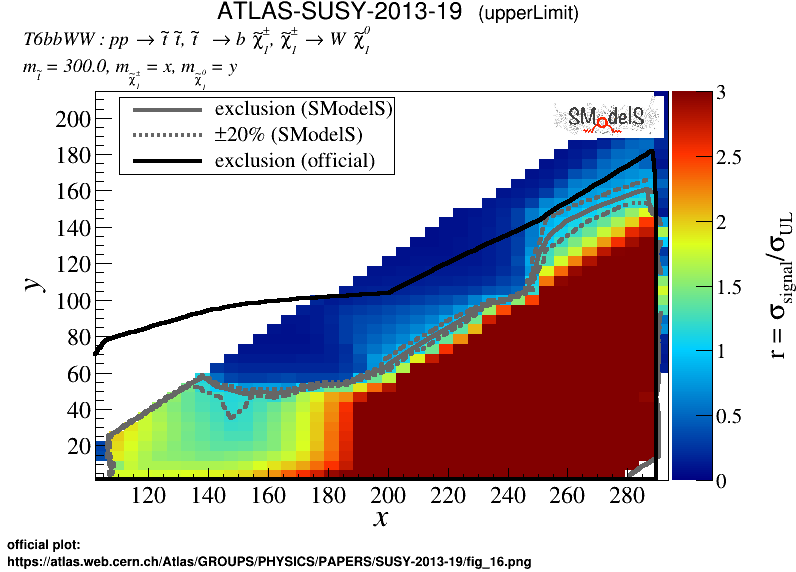 ATLAS-SUSY-2013-19 (upperLimit)
T6bbWW : pp → t̃ t̃, t̃ → b χ̃₁±, χ̃₁± → W χ̃₁⁰
m_t̃ = 300.0, m_χ̃₁± = x, m_χ̃₁⁰ = y
exclusion (SModelS)
±20% (SModelS)
exclusion (official)
SModelS
200
180
160
140
120
100
80
60
40
20
y
120 140 160 180 200 220 240 260 280
x
3
2.5
2
1.5
1
0.5
0
r = σ_signal/σ_UL
official plot:
https://atlas.web.cern.ch/Atlas/GROUPS/PHYSICS/PAPERS/SUSY-2013-19/fig_16.png